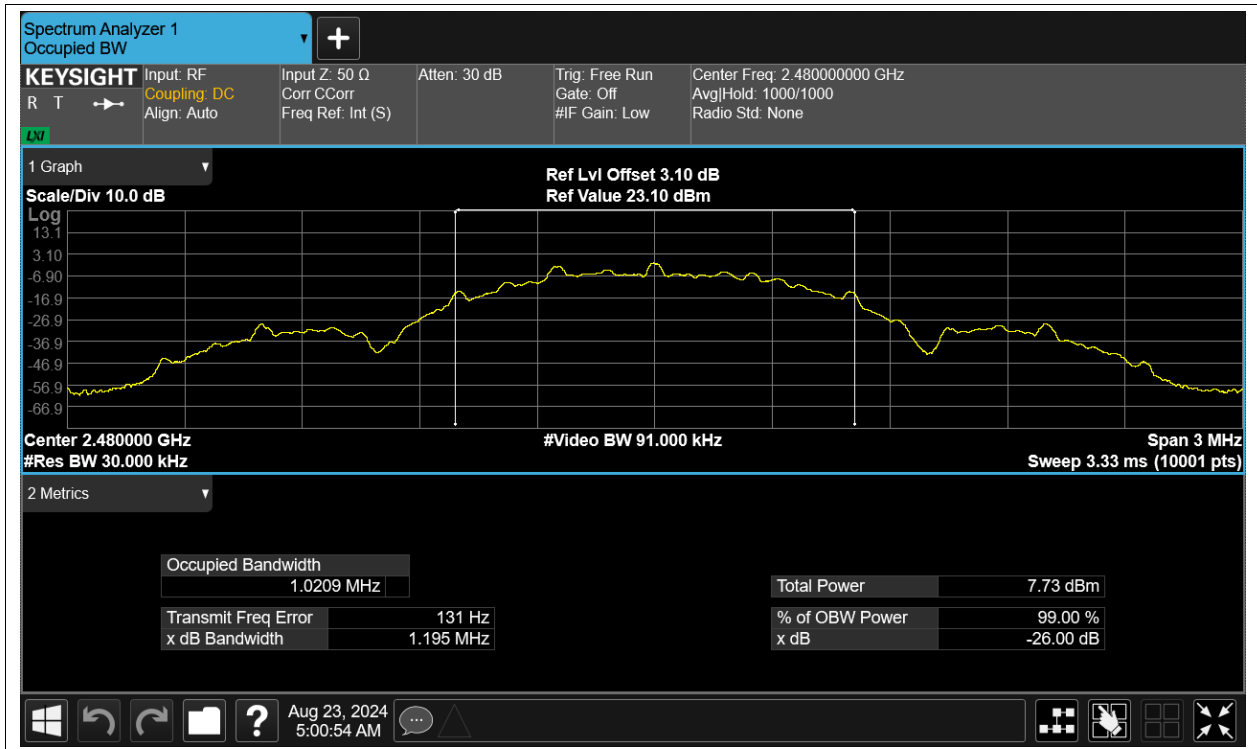 Spectrum Analyzer 1
Occupied BW
KEYSIGHT
R T
LXI
Input: RF
Coupling: DC
Align: Auto
Input Z: 50 Ω
Corr CCorr
Freq Ref: Int (S)
Atten: 30 dB
Trig: Free Run
Gate: Off
#IF Gain: Low
Center Freq: 2.480000000 GHz
Avg|Hold: 1000/1000
Radio Std: None
1 Graph
Ref Lvl Offset 3.10 dB
Scale/Div 10.0 dB
Ref Value 23.10 dBm
Log
13.1
3.10
-6.90
-16.9
-26.9
-36.9
-46.9
-56.9
-66.9
Center 2.480000 GHz
#Video BW 91.000 kHz
Span 3 MHz
#Res BW 30.000 kHz
Sweep 3.33 ms (10001 pts)
2 Metrics
Occupied Bandwidth
1.0209 MHz
Transmit Freq Error 131 Hz
x dB Bandwidth 1.195 MHz
Total Power 7.73 dBm
% of OBW Power 99.00 %
x dB -26.00 dB
?
Aug 23, 2024
5:00:54 AM